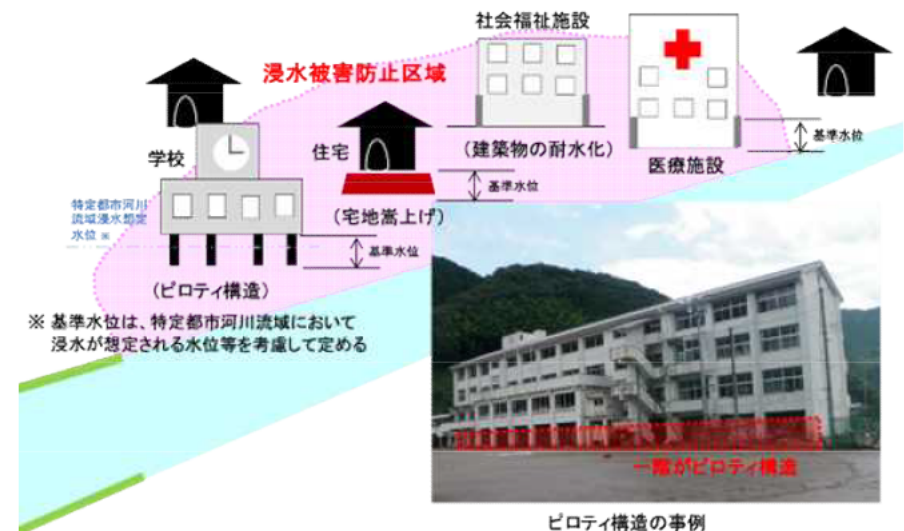 社会福祉施設
浸水被害防止区域
学校
住宅
(建築物の耐水化)
医療施設
基準水位
基準水位
特定都市河川
流域浸水想定
水位 ※
(宅地嵩上げ)
基準水位
(ピロティ構造)
※ 基準水位は、特定都市河川流域において
浸水が想定される水位等を考慮して定める
一階がピロティ構造
ピロティ構造の事例